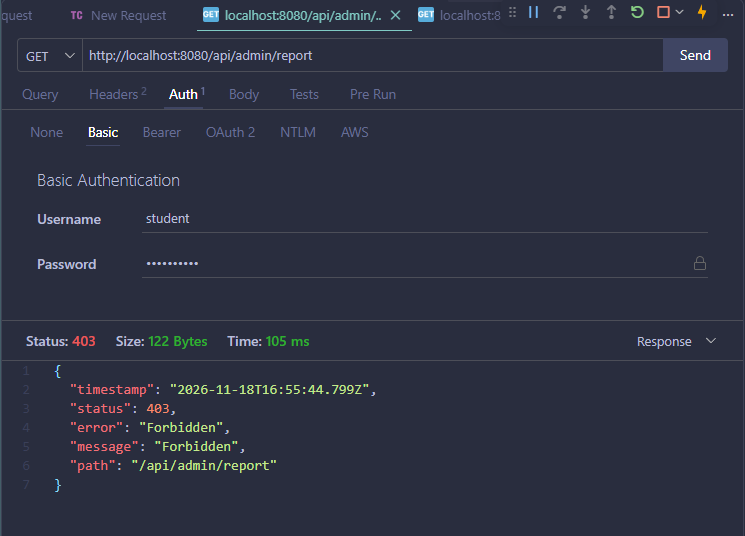 quest TC New Request GET localhost:8080/api/admin/.. GET localhost:8
GET http://localhost:8080/api/admin/report Send
Query Headers 2 Auth 1 Body Tests Pre Run
None Basic Bearer OAuth 2 NTLM AWS
Basic Authentication
Username student
Password ••••••••••
Status: 403 Size: 122 Bytes Time: 105 ms Response
1 {
2 "timestamp": "2026-11-18T16:55:44.799Z",
3 "status": 403,
4 "error": "Forbidden",
5 "message": "Forbidden",
6 "path": "/api/admin/report"
7 }